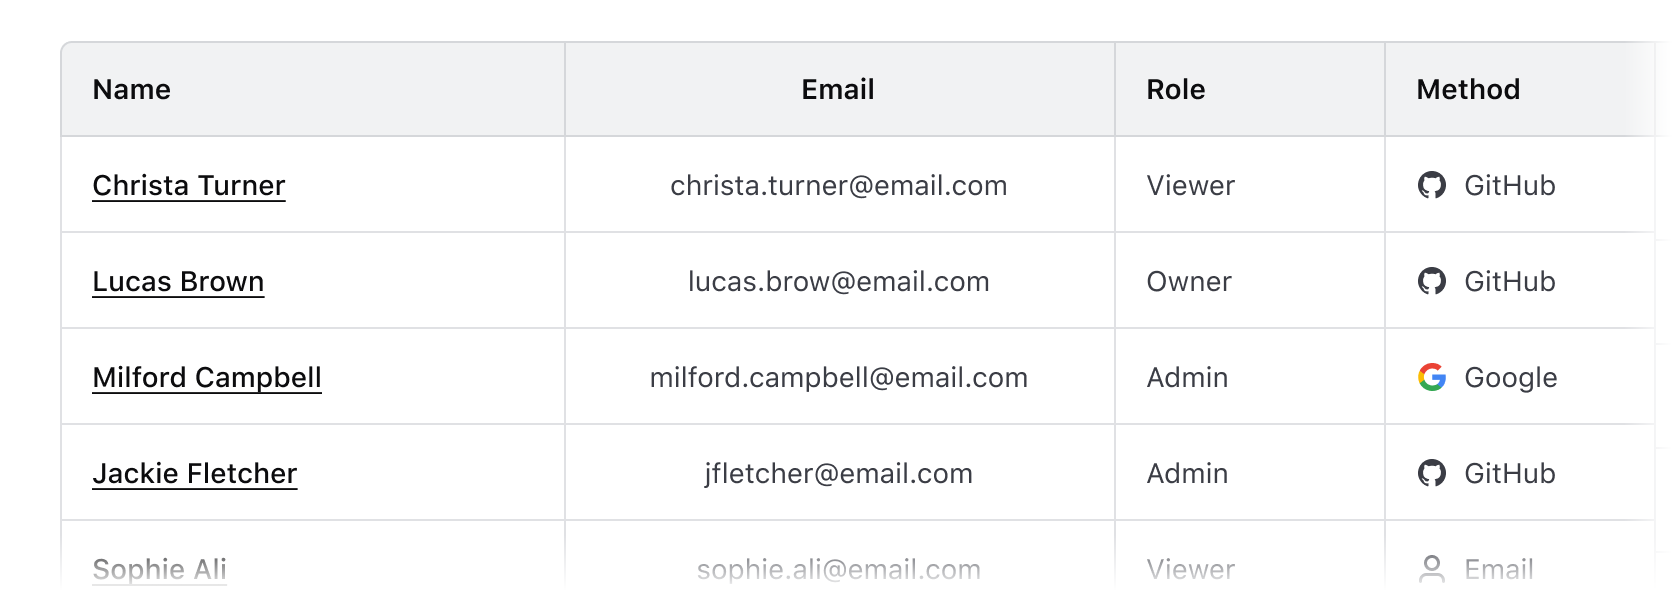 Name Email Role Method
Christa Turner christa.turner@email.com Viewer GitHub
Lucas Brown lucas.brow@email.com Owner GitHub
Milford Campbell milford.campbell@email.com Admin Google
Jackie Fletcher jfletcher@email.com Admin GitHub
Sophie Ali sophie.ali@email.com Viewer Email